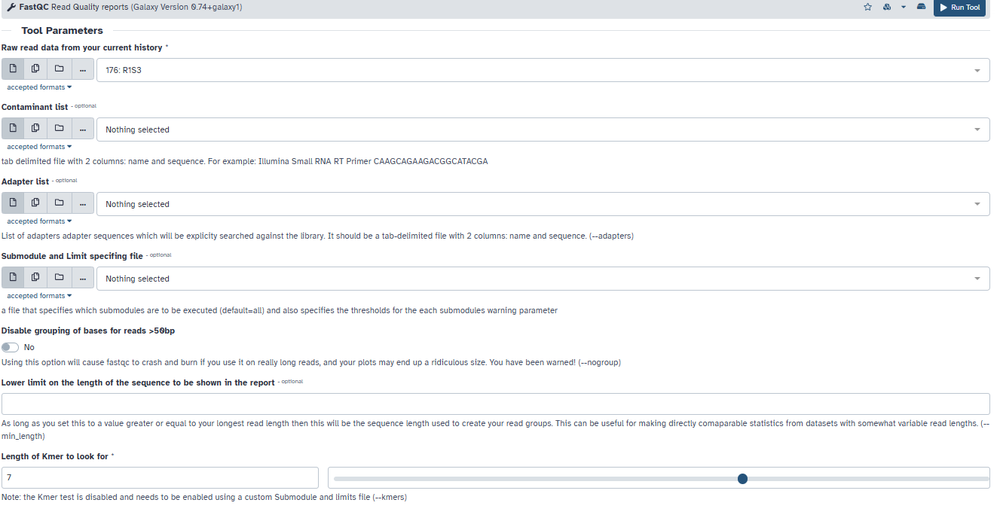 FastQC Read Quality reports (Galaxy Version 0.74+galaxy1)
Run Tool
Tool Parameters
Raw read data from your current history *
...
176: R1S3
accepted formats
Contaminant list - optional
...
Nothing selected
accepted formats
tab delimited file with 2 columns: name and sequence. For example: Illumina Small RNA RT Primer CAAGCAGAAGACGGCATACGA
Adapter list - optional
...
Nothing selected
accepted formats
List of adapters adapter sequences which will be explicity searched against the library. It should be a tab-delimited file with 2 columns: name and sequence. (--adapters)
Submodule and Limit specifing file - optional
...
Nothing selected
accepted formats
a file that specifies which submodules are to be executed (default=all) and also specifies the thresholds for the each submodules warning parameter
Disable grouping of bases for reads >50bp
No
Using this option will cause fastqc to crash and burn if you use it on really long reads, and your plots may end up a ridiculous size. You have been warned! (--nogroup)
Lower limit on the length of the sequence to be shown in the report - optional
As long as you set this to a value greater or equal to your longest read length then this will be the sequence length used to create your read groups. This can be useful for making directly comaparable statistics from datasets with somewhat variable read lengths. (--
min_length)
Length of Kmer to look for *
7
Note: the Kmer test is disabled and needs to be enabled using a custom Submodule and limits file (--kmers)